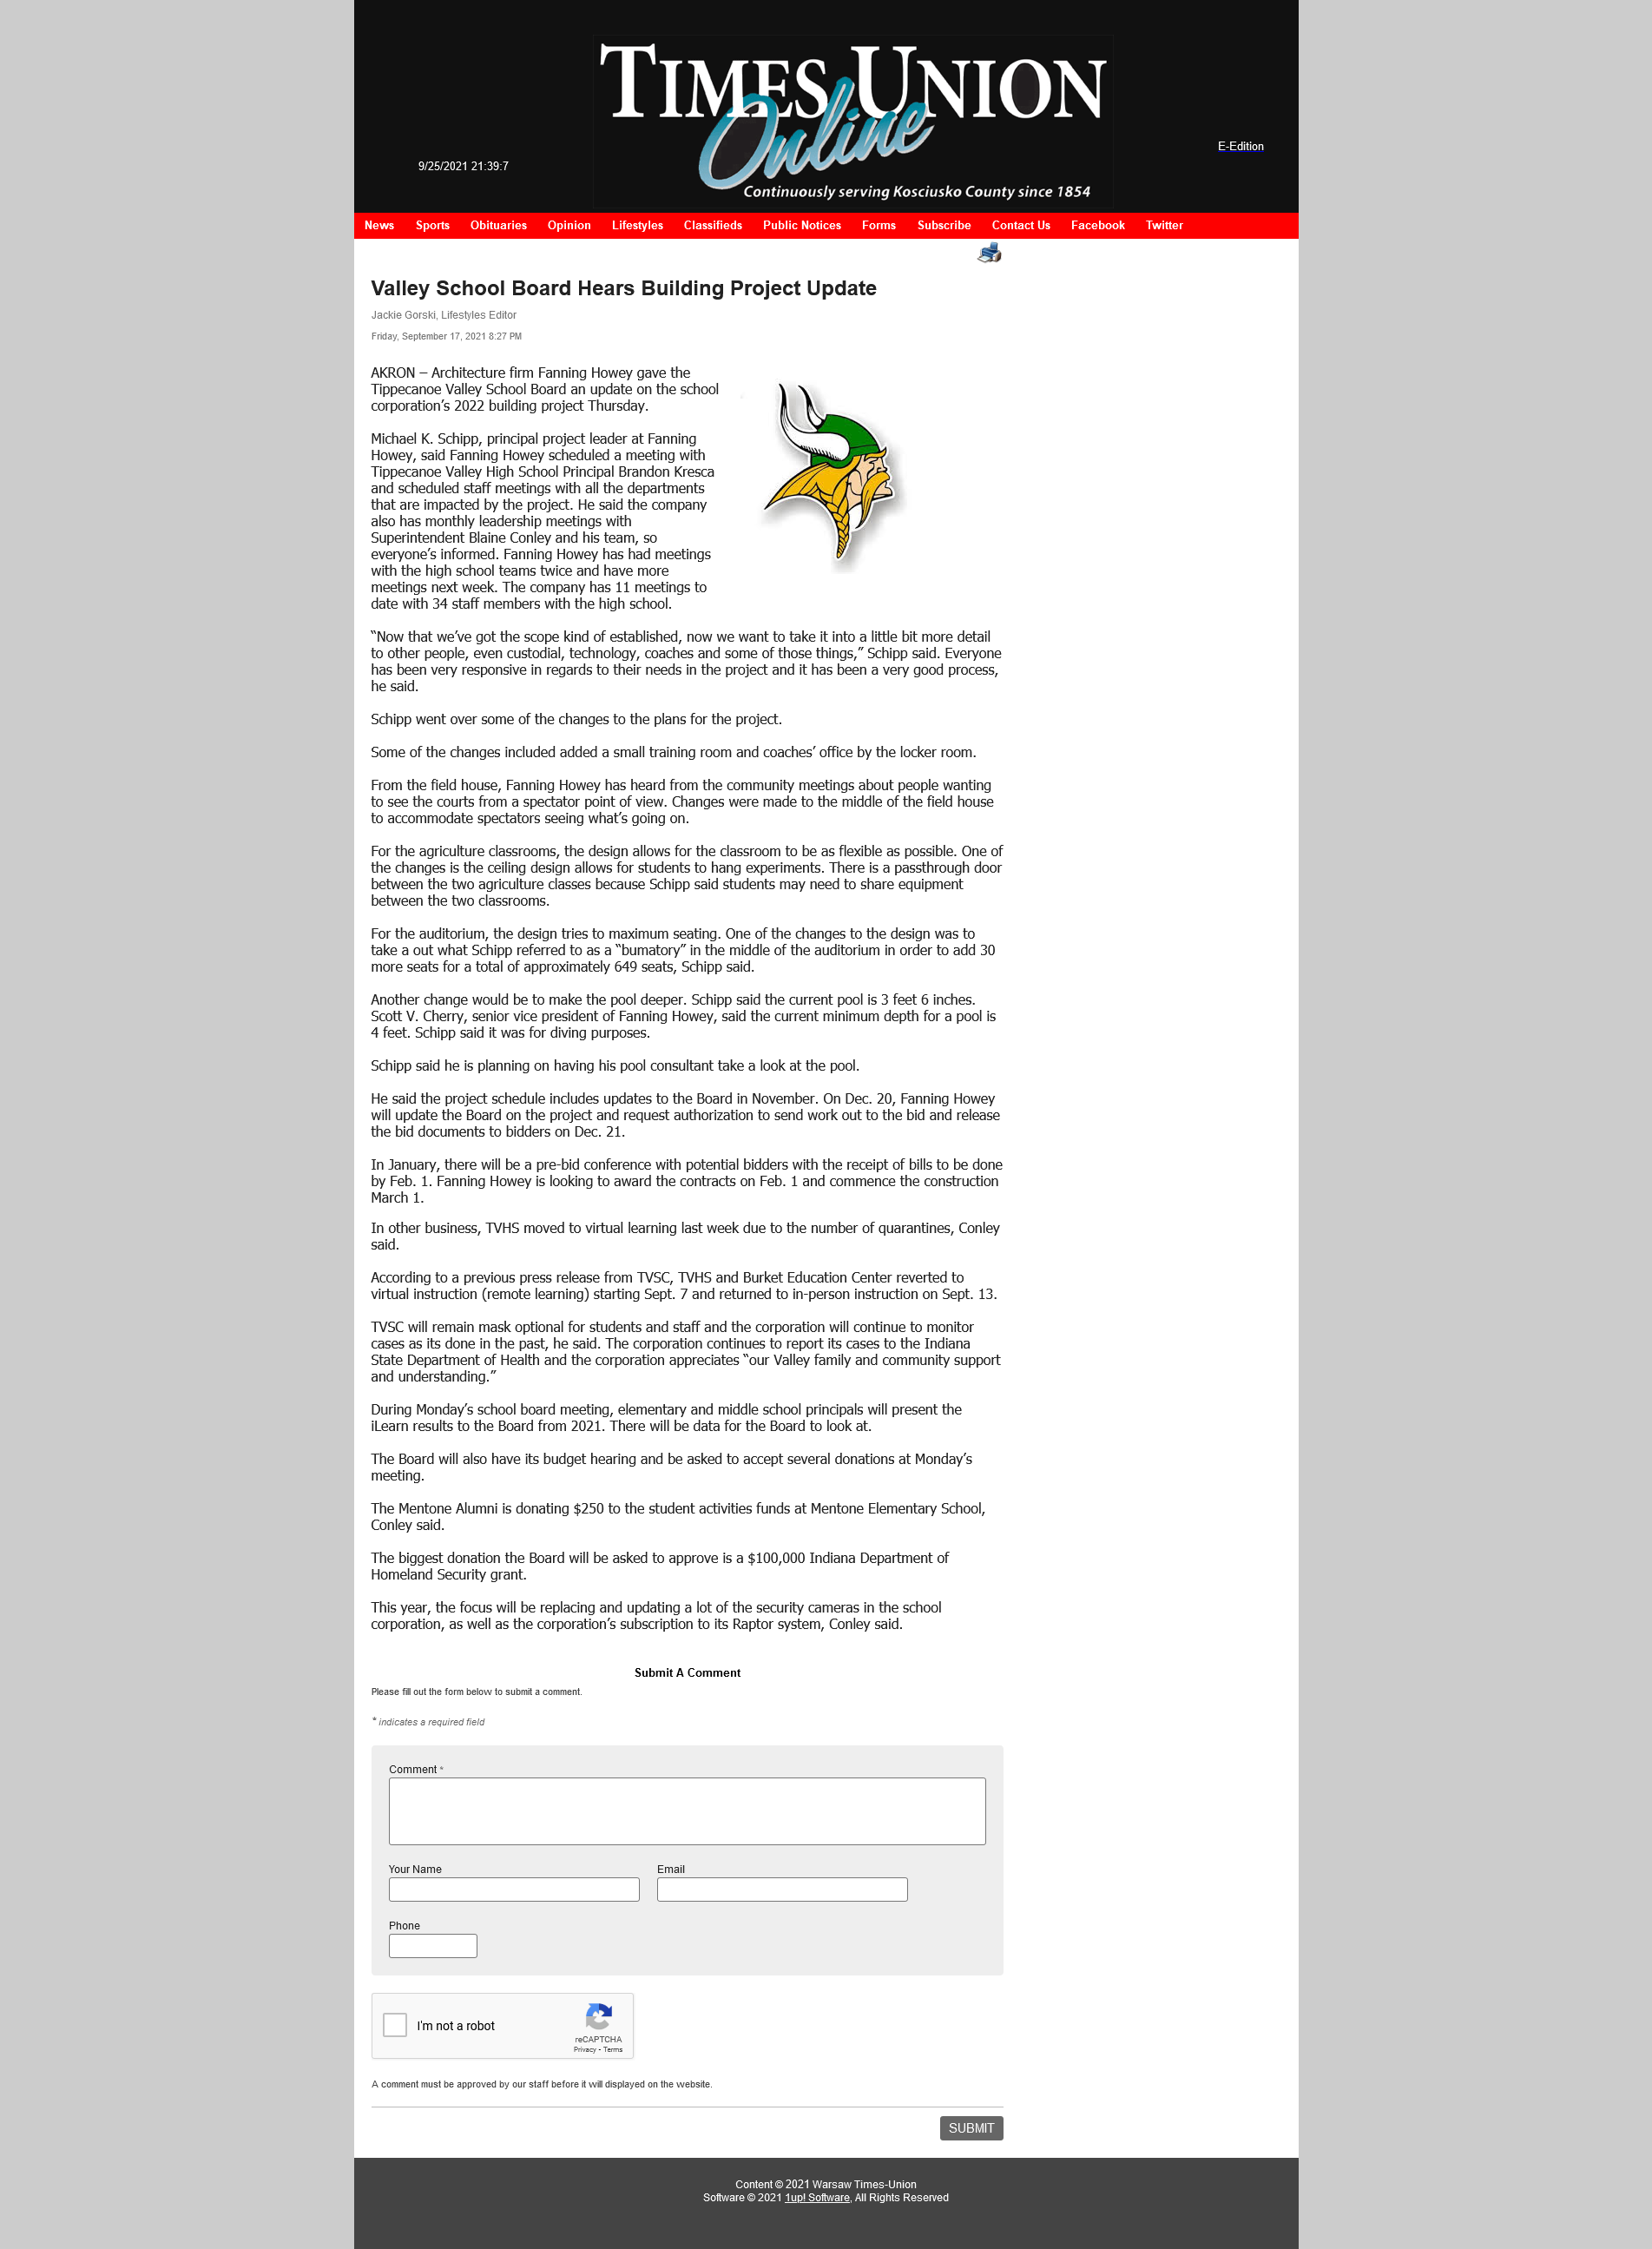 TIMES UNION
Online
Continuously serving Kosciusko County since 1854
9/25/2021 21:39:7
E-Edition
News Sports Obituaries Opinion Lifestyles Classifieds Public Notices Forms Subscribe Contact Us Facebook Twitter
Valley School Board Hears Building Project Update
Jackie Gorski, Lifestyles Editor
Friday, September 17, 2021 8:27 PM
AKRON – Architecture firm Fanning Howey gave the
Tippecanoe Valley School Board an update on the school
corporation’s 2022 building project Thursday.
Michael K. Schipp, principal project leader at Fanning
Howey, said Fanning Howey scheduled a meeting with
Tippecanoe Valley High School Principal Brandon Kresca
and scheduled staff meetings with all the departments
that are impacted by the project. He said the company
also has monthly leadership meetings with
Superintendent Blaine Conley and his team, so
everyone’s informed. Fanning Howey has had meetings
with the high school teams twice and have more
meetings next week. The company has 11 meetings to
date with 34 staff members with the high school.
“Now that we’ve got the scope kind of established, now we want to take it into a little bit more detail
to other people, even custodial, technology, coaches and some of those things,” Schipp said. Everyone
has been very responsive in regards to their needs in the project and it has been a very good process,
he said.
Schipp went over some of the changes to the plans for the project.
Some of the changes included added a small training room and coaches’ office by the locker room.
From the field house, Fanning Howey has heard from the community meetings about people wanting
to see the courts from a spectator point of view. Changes were made to the middle of the field house
to accommodate spectators seeing what’s going on.
For the agriculture classrooms, the design allows for the classroom to be as flexible as possible. One of
the changes is the ceiling design allows for students to hang experiments. There is a passthrough door
between the two agriculture classes because Schipp said students may need to share equipment
between the two classrooms.
For the auditorium, the design tries to maximum seating. One of the changes to the design was to
take a out what Schipp referred to as a “bumatory” in the middle of the auditorium in order to add 30
more seats for a total of approximately 649 seats, Schipp said.
Another change would be to make the pool deeper. Schipp said the current pool is 3 feet 6 inches.
Scott V. Cherry, senior vice president of Fanning Howey, said the current minimum depth for a pool is
4 feet. Schipp said it was for diving purposes.
Schipp said he is planning on having his pool consultant take a look at the pool.
He said the project schedule includes updates to the Board in November. On Dec. 20, Fanning Howey
will update the Board on the project and request authorization to send work out to the bid and release
the bid documents to bidders on Dec. 21.
In January, there will be a pre-bid conference with potential bidders with the receipt of bills to be done
by Feb. 1. Fanning Howey is looking to award the contracts on Feb. 1 and commence the construction
March 1.
In other business, TVHS moved to virtual learning last week due to the number of quarantines, Conley
said.
According to a previous press release from TVSC, TVHS and Burket Education Center reverted to
virtual instruction (remote learning) starting Sept. 7 and returned to in-person instruction on Sept. 13.
TVSC will remain mask optional for students and staff and the corporation will continue to monitor
cases as its done in the past, he said. The corporation continues to report its cases to the Indiana
State Department of Health and the corporation appreciates “our Valley family and community support
and understanding.”
During Monday’s school board meeting, elementary and middle school principals will present the
iLearn results to the Board from 2021. There will be data for the Board to look at.
The Board will also have its budget hearing and be asked to accept several donations at Monday’s
meeting.
The Mentone Alumni is donating $250 to the student activities funds at Mentone Elementary School,
Conley said.
The biggest donation the Board will be asked to approve is a $100,000 Indiana Department of
Homeland Security grant.
This year, the focus will be replacing and updating a lot of the security cameras in the school
corporation, as well as the corporation’s subscription to its Raptor system, Conley said.
Submit A Comment
Please fill out the form below to submit a comment.
* indicates a required field
Comment *
Your Name Email
Phone
I'm not a robot
reCAPTCHA
Privacy - Terms
A comment must be approved by our staff before it will displayed on the website.
SUBMIT
Content © 2021 Warsaw Times-Union
Software © 2021 1up! Software, All Rights Reserved